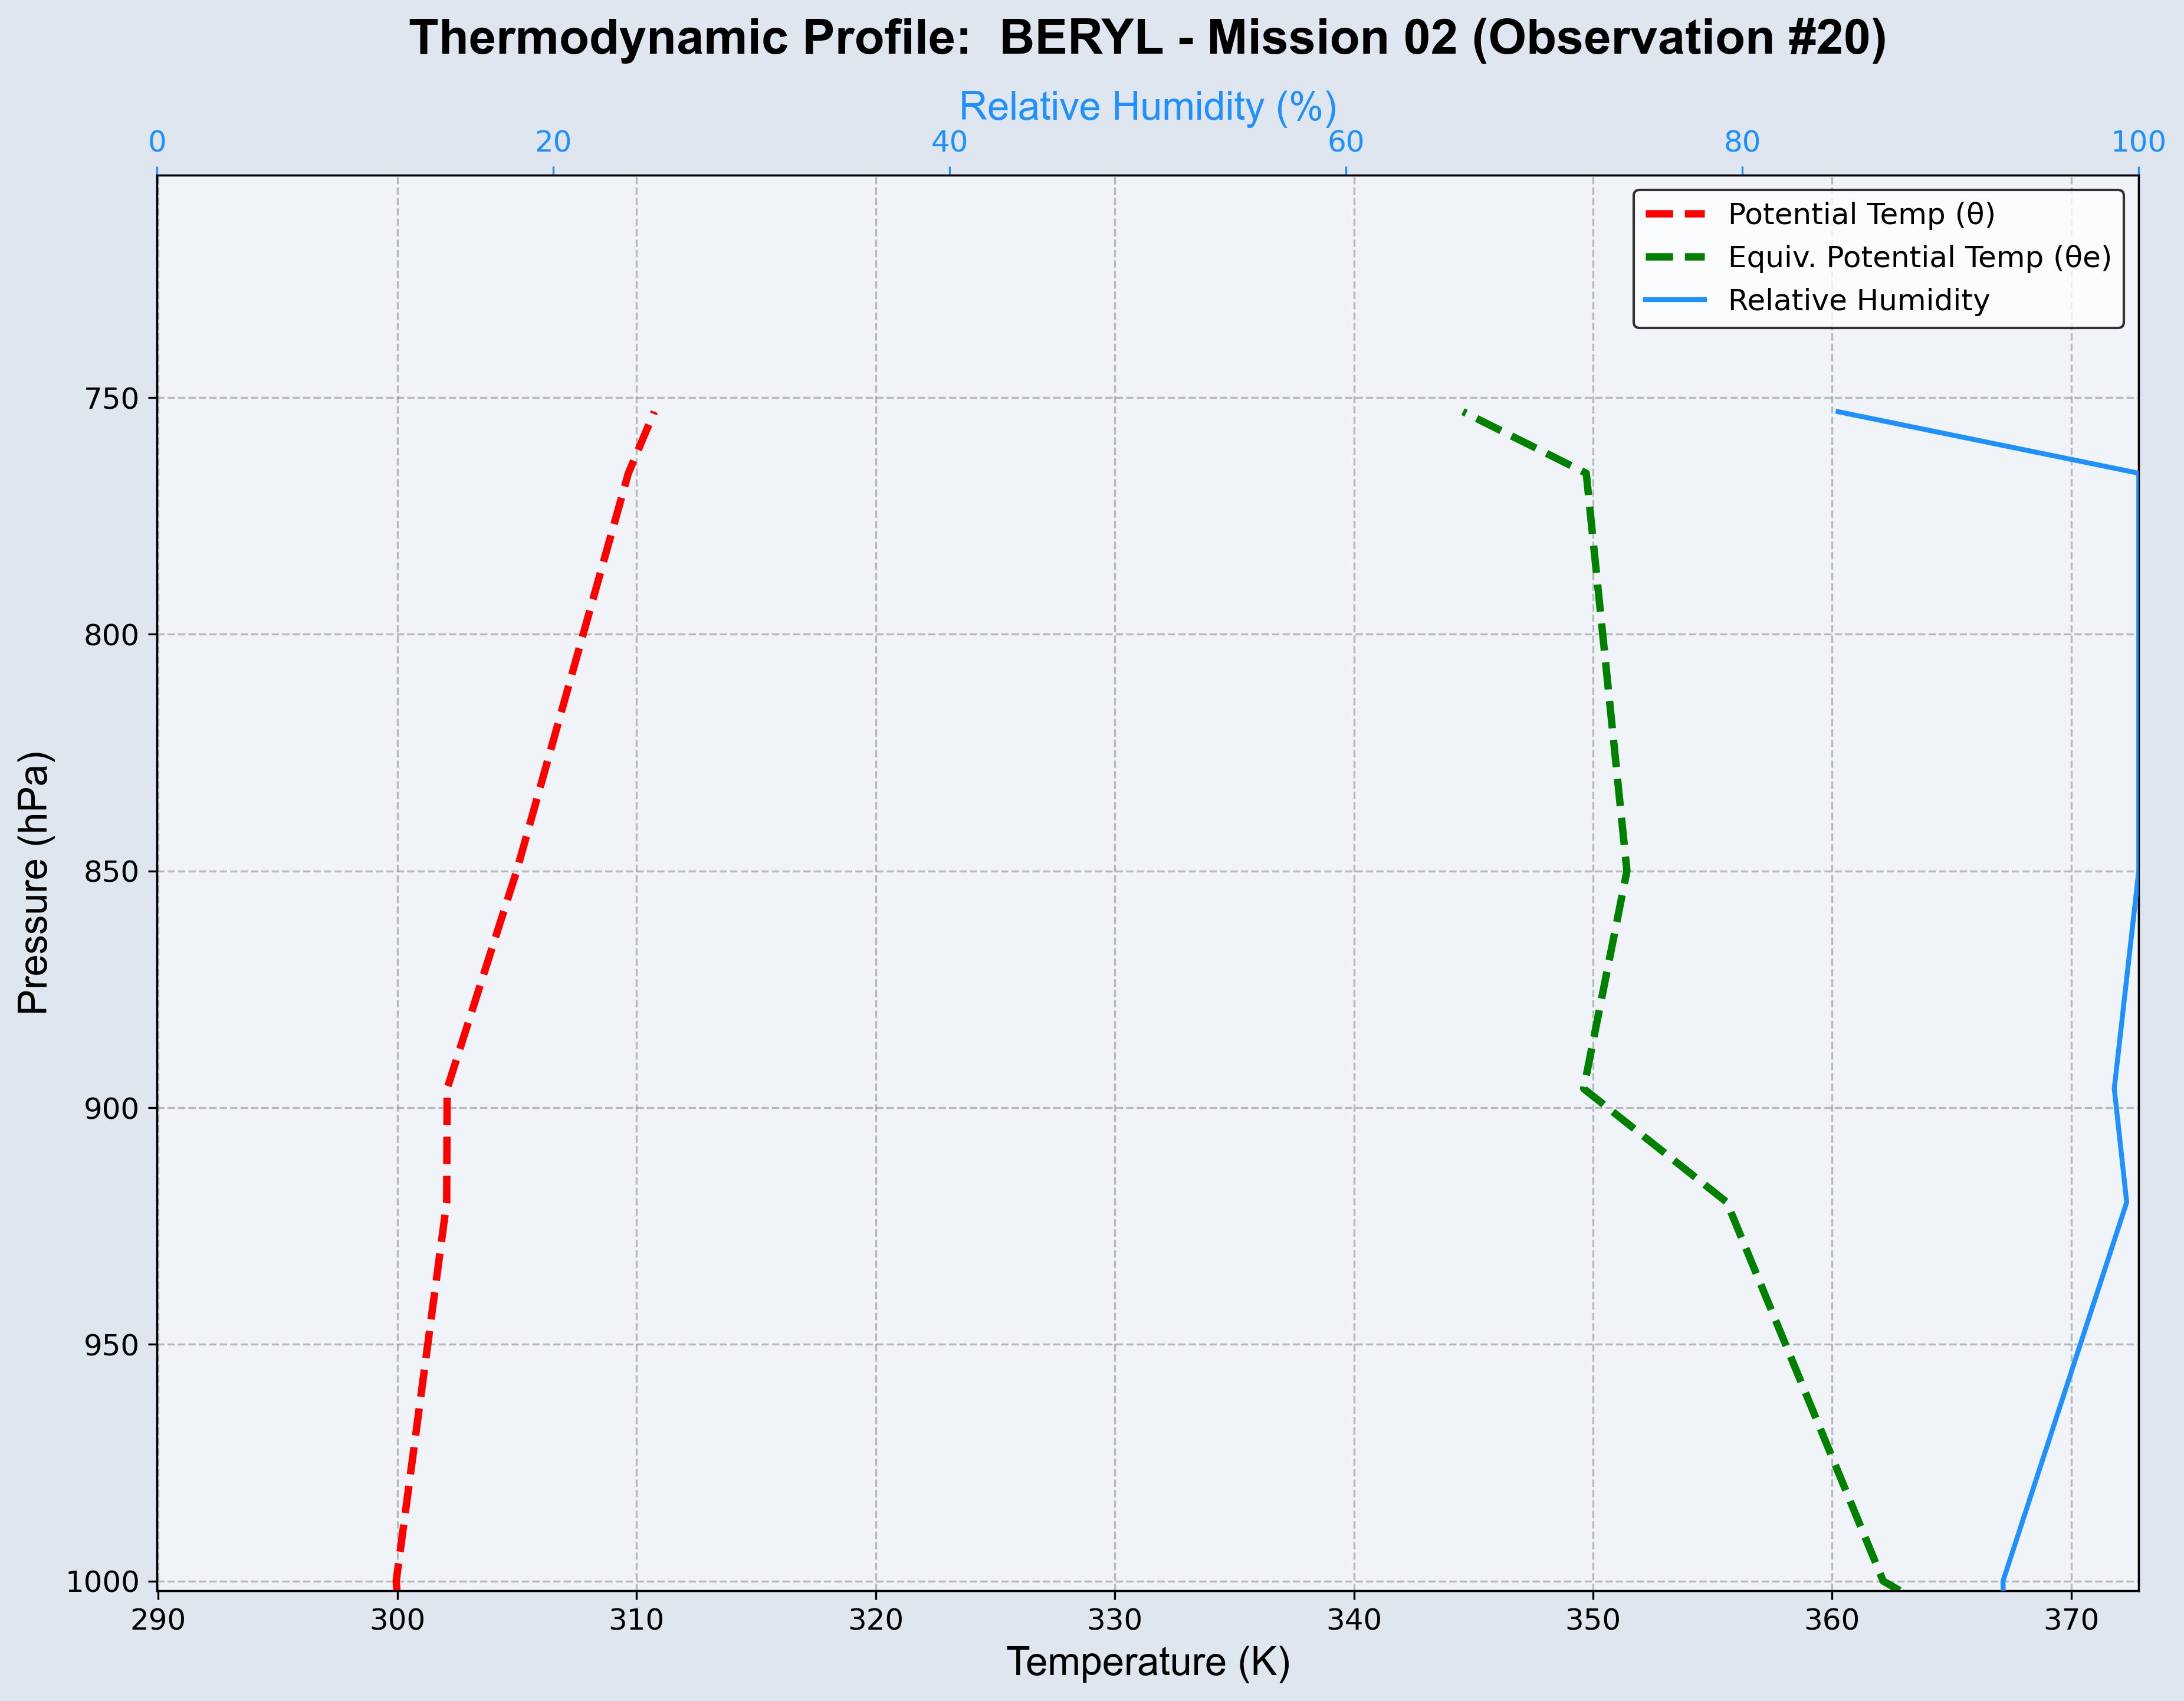 Thermodynamic Profile:  BERYL - Mission 02 (Observation #20)
Relative Humidity (%)
0 20 40 60 80 100
Potential Temp (θ)
Equiv. Potential Temp (θe)
Relative Humidity
Pressure (hPa)
750
800
850
900
950
1000
290 300 310 320 330 340 350 360 370
Temperature (K)